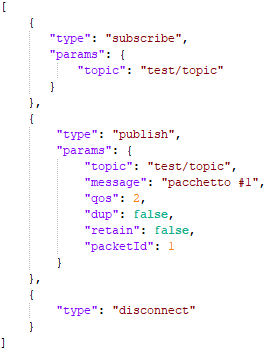 [
{
"type": "subscribe",
"params": {
"topic": "test/topic"
}
},
{
"type": "publish",
"params": {
"topic": "test/topic",
"message": "pacchetto #1",
"qos": 2,
"dup": false,
"retain": false,
"packetId": 1
}
},
{
"type": "disconnect"
}
]